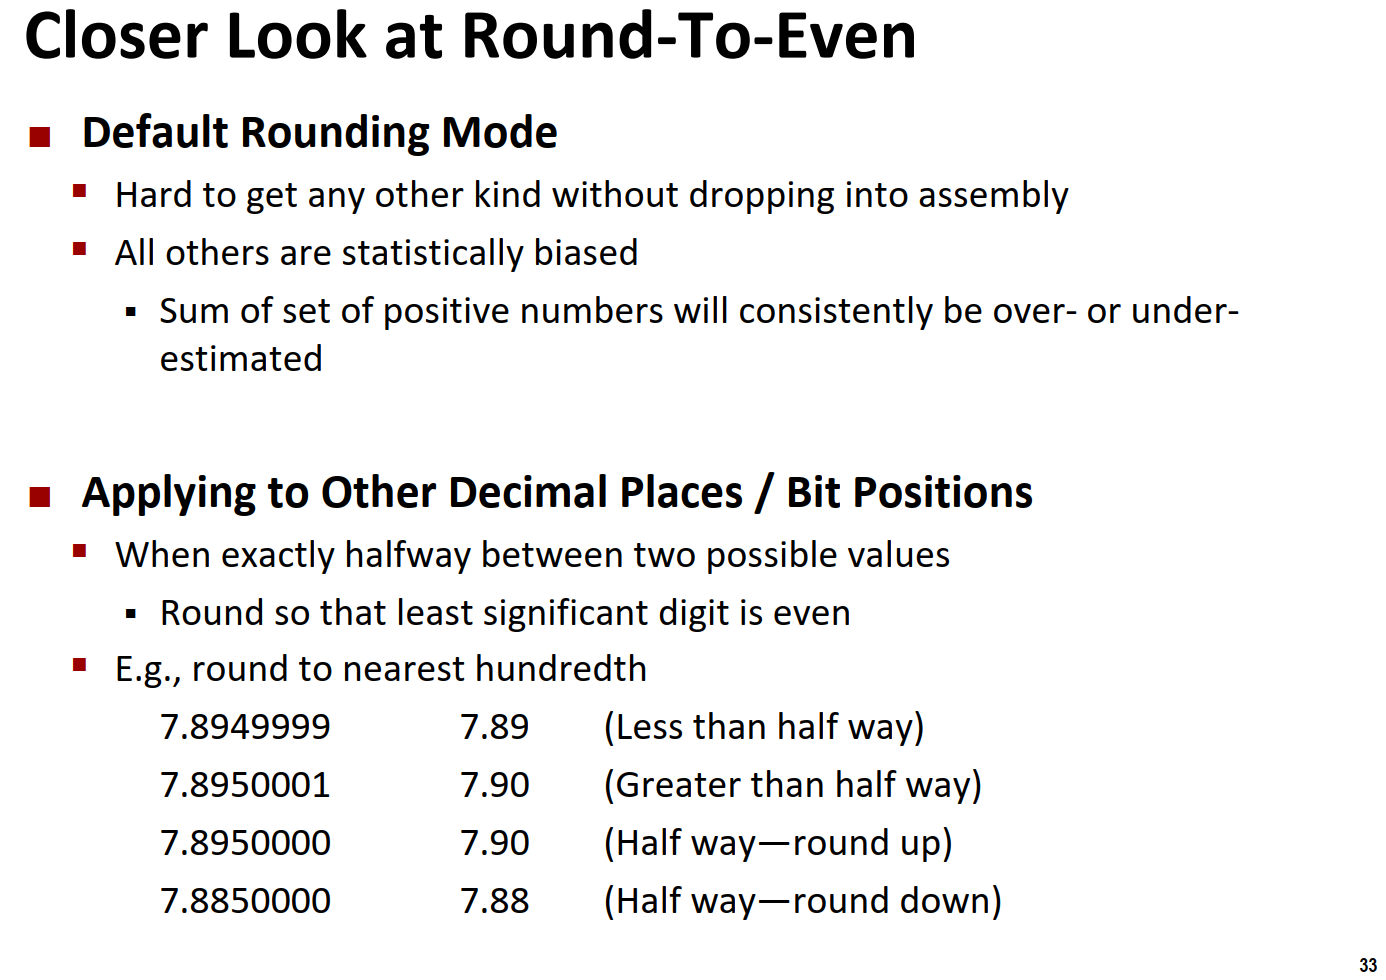 Closer Look at Round-To-Even
Default Rounding Mode
Hard to get any other kind without dropping into assembly
All others are statistically biased
Sum of set of positive numbers will consistently be over- or under-
estimated
Applying to Other Decimal Places / Bit Positions
When exactly halfway between two possible values
Round so that least significant digit is even
E.g., round to nearest hundredth
7.8949999 7.89 (Less than half way)
7.8950001 7.90 (Greater than half way)
7.8950000 7.90 (Half way—round up)
7.8850000 7.88 (Half way—round down)
33